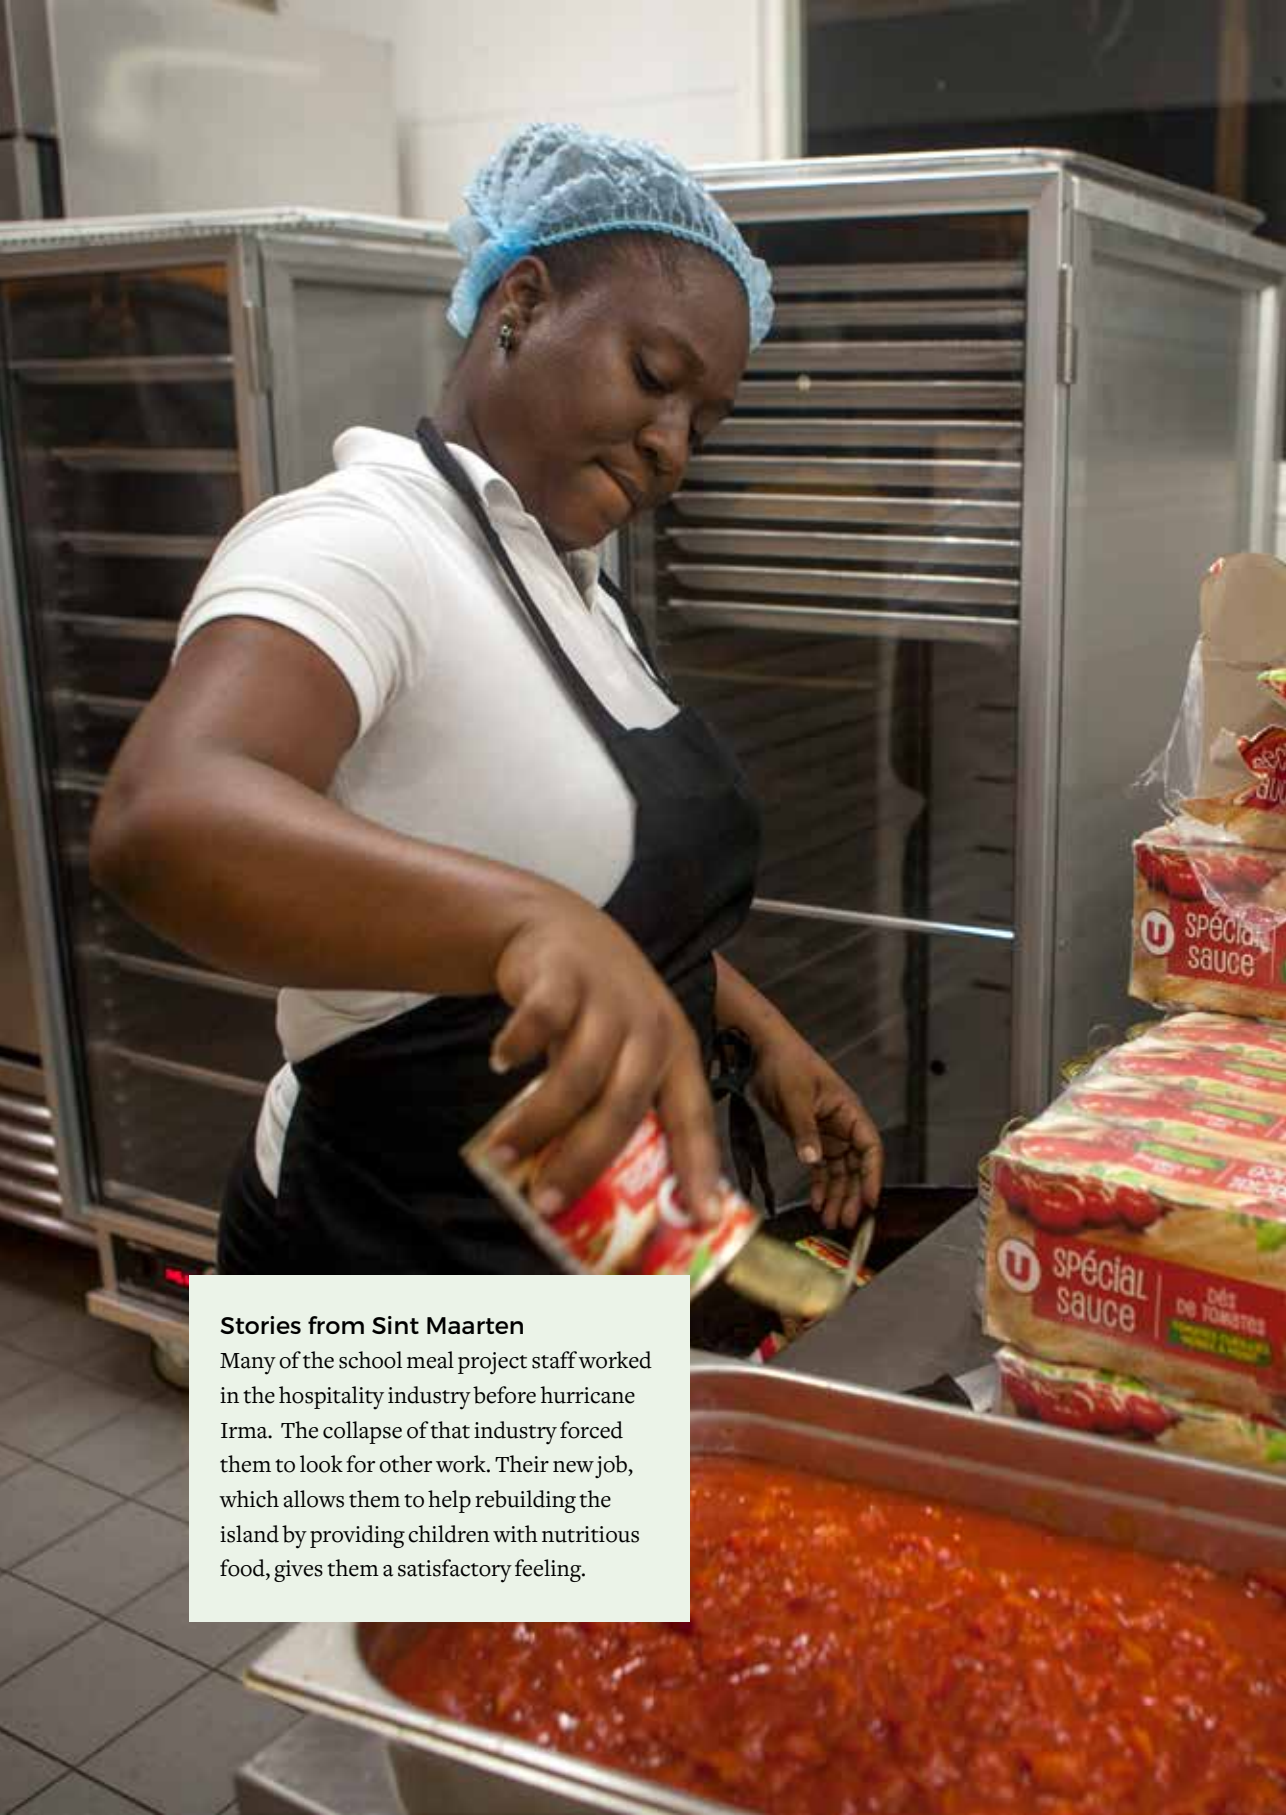 Stories from Sint Maarten
Many of the school meal project staff worked
in the hospitality industry before hurricane
Irma.  The collapse of that industry forced
them to look for other work. Their new job,
which allows them to help rebuilding the
island by providing children with nutritious
food, gives them a satisfactory feeling.
U SPÉCIAL
sauce
U SPÉCIAL
sauce
DÉS
DE TOMATES